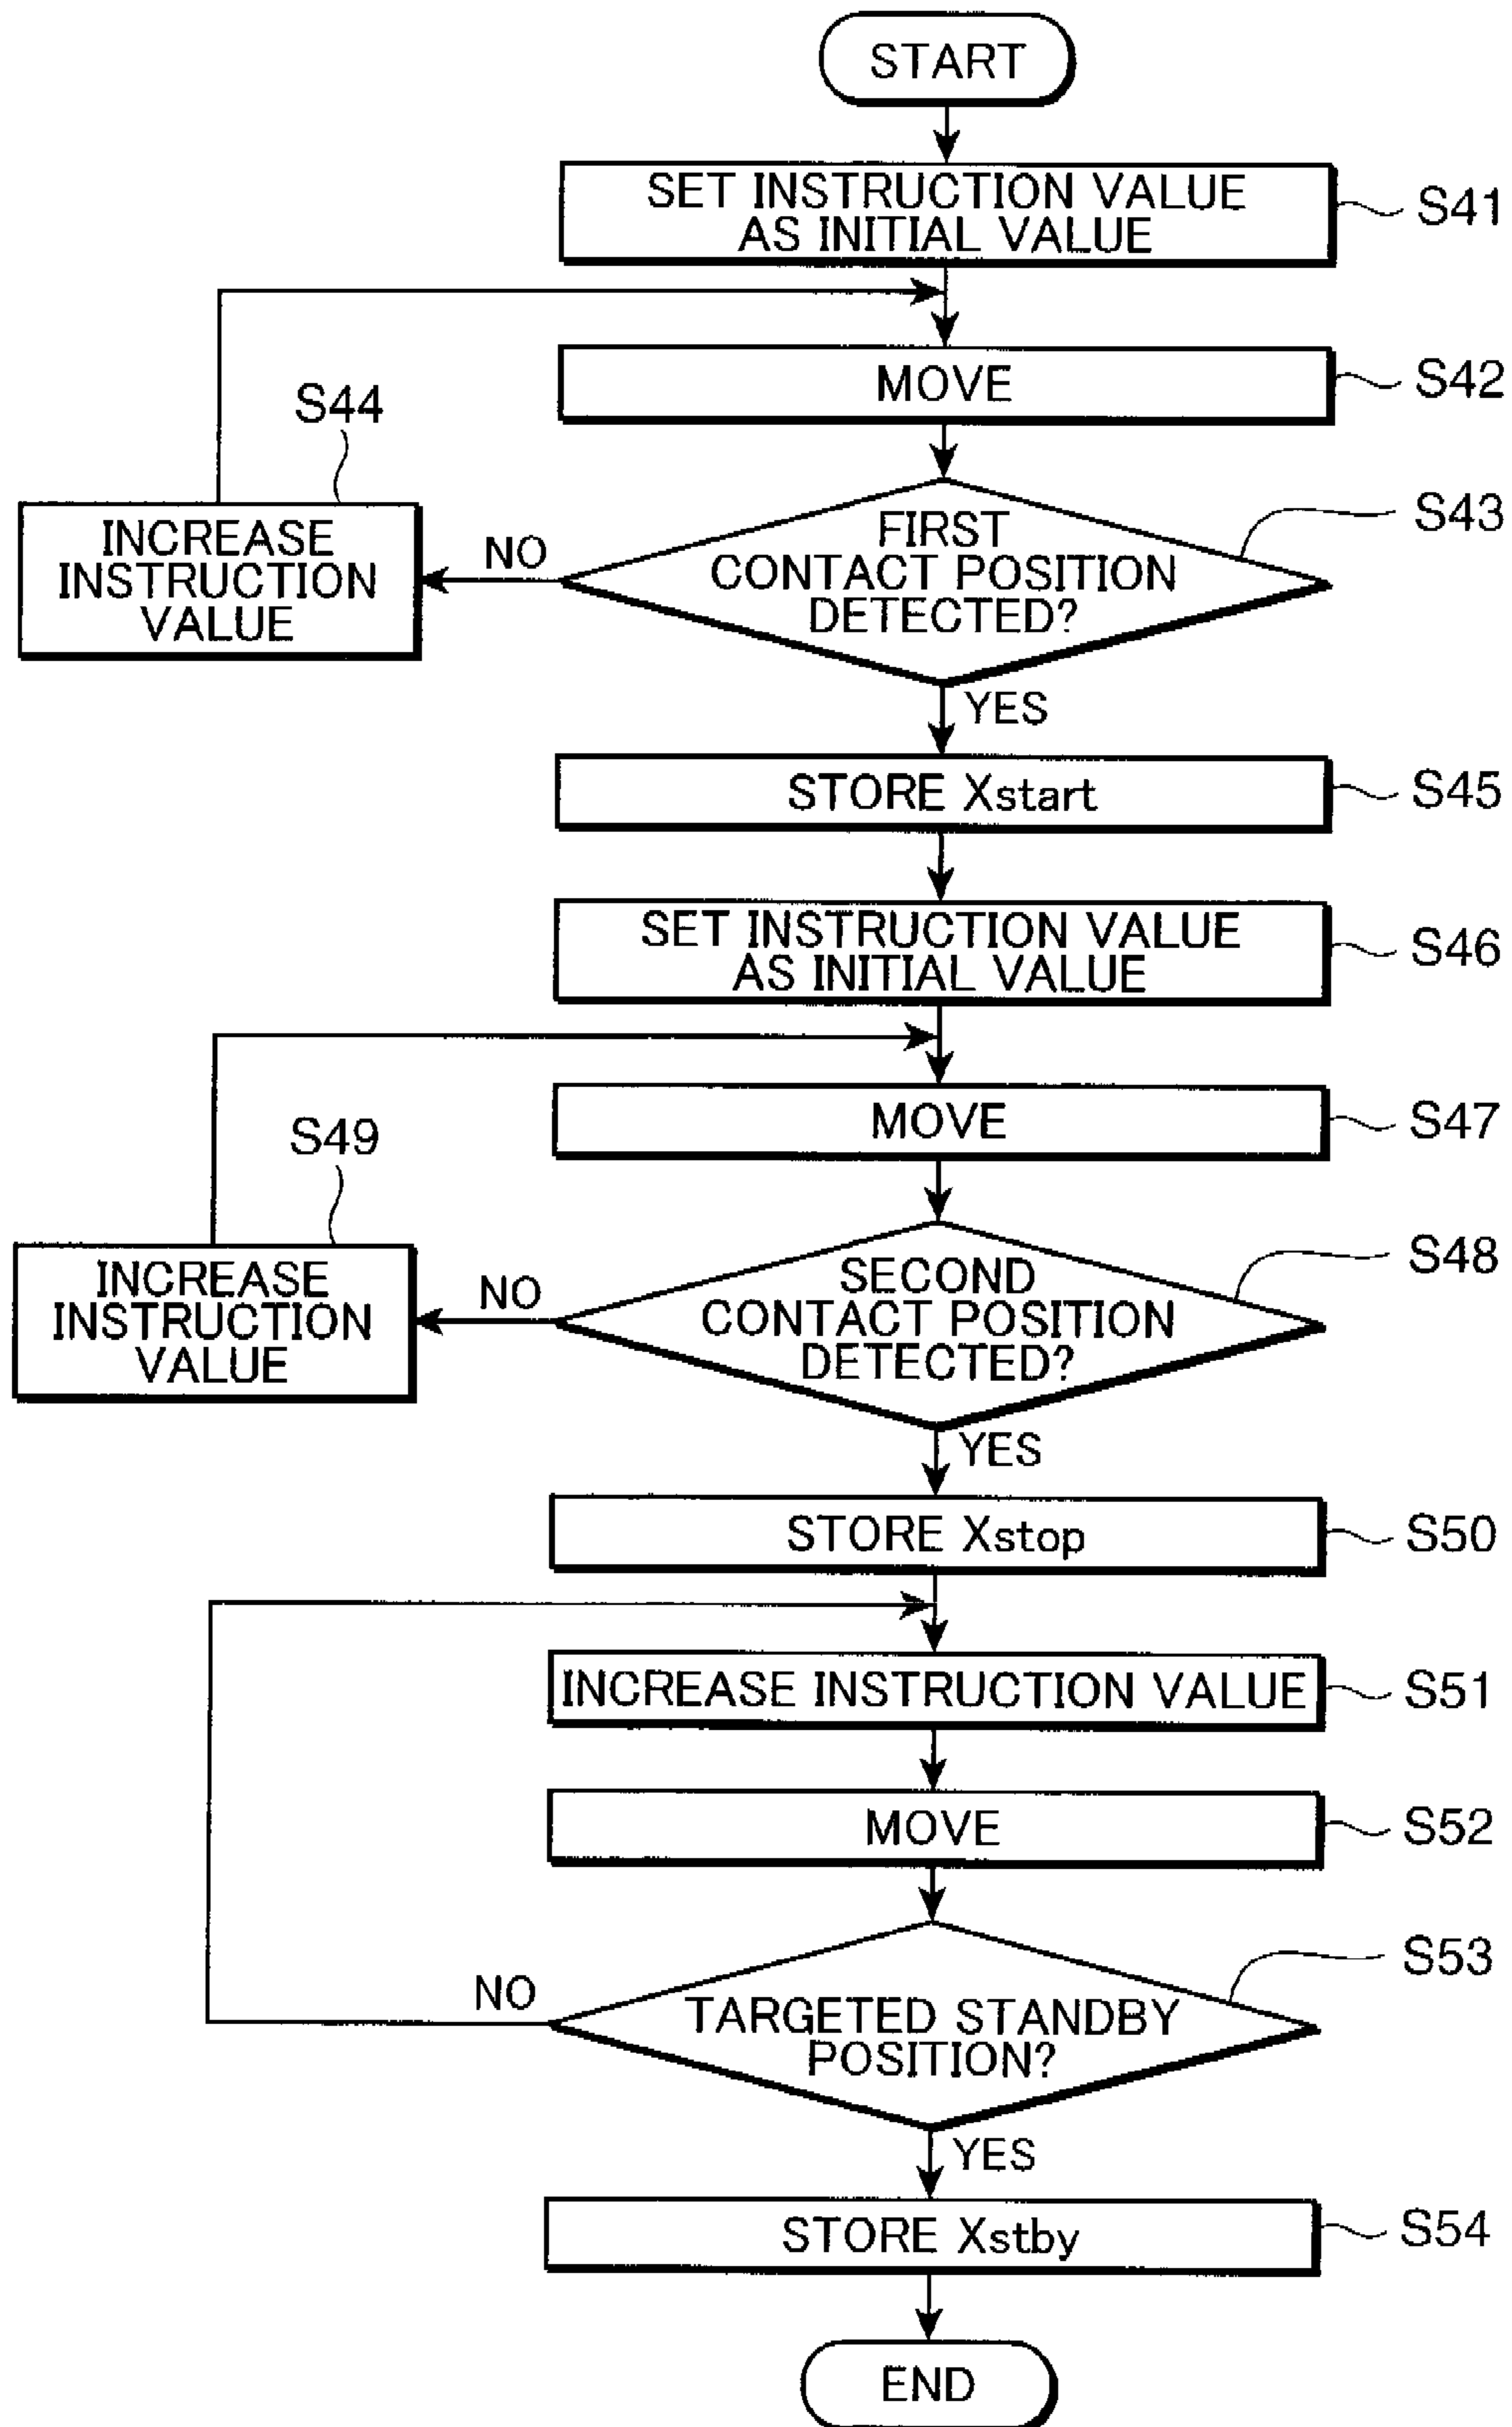 START
SET INSTRUCTION VALUE
AS INITIAL VALUE
S41
MOVE
S42
S44
INCREASE
INSTRUCTION
VALUE
NO
FIRST
CONTACT POSITION
DETECTED?
S43
YES
STORE Xstart
S45
SET INSTRUCTION VALUE
AS INITIAL VALUE
S46
MOVE
S47
S49
INCREASE
INSTRUCTION
VALUE
NO
SECOND
CONTACT POSITION
DETECTED?
S48
YES
STORE Xstop
S50
INCREASE INSTRUCTION VALUE
S51
MOVE
S52
NO
TARGETED STANDBY
POSITION?
S53
YES
STORE Xstby
S54
END